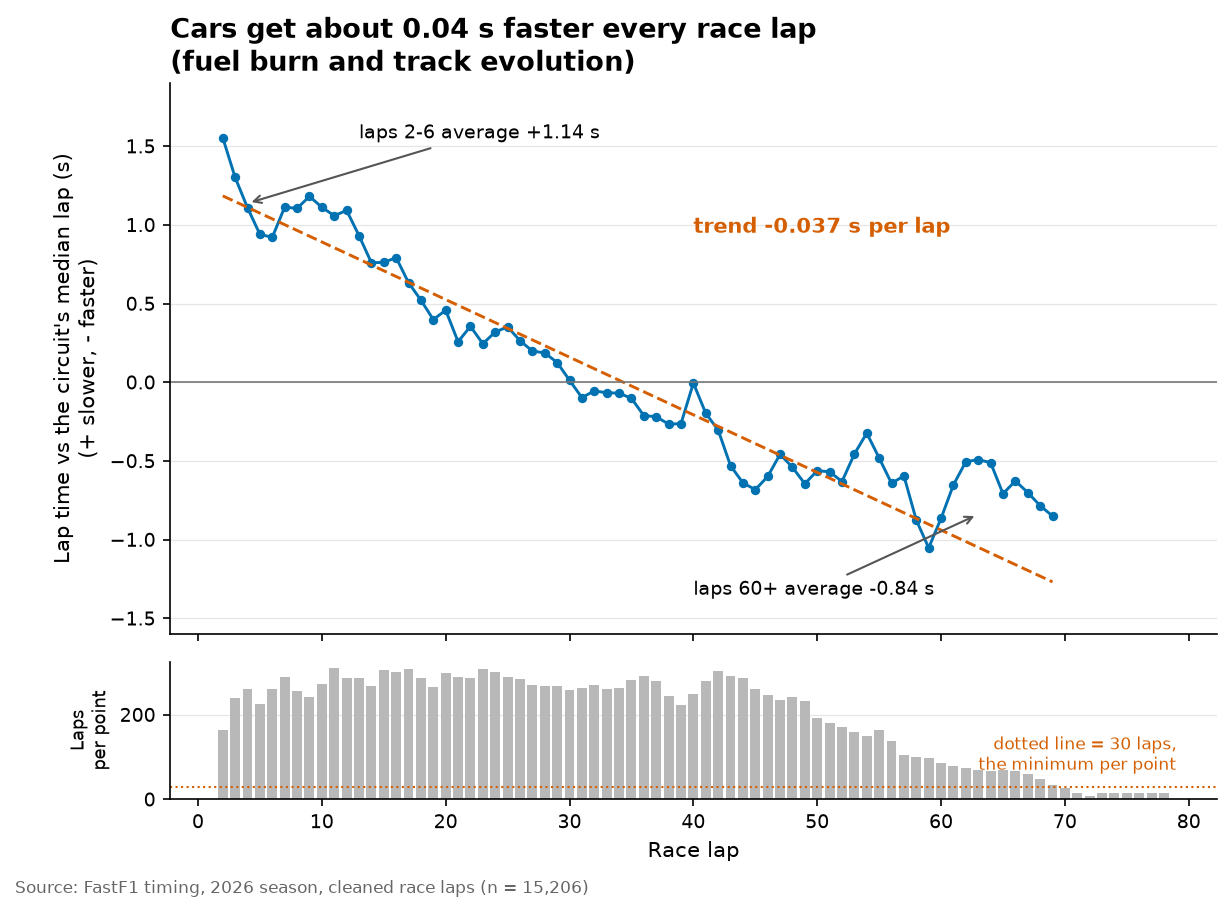 Cars get about 0.04 s faster every race lap
(fuel burn and track evolution)
Lap time vs the circuit's median lap (s)
(+ slower, - faster)
1.5
1.0
0.5
0.0
−0.5
−1.0
−1.5
laps 2-6 average +1.14 s
trend -0.037 s per lap
laps 60+ average -0.84 s
Laps
per point
200
0
dotted line = 30 laps,
the minimum per point
0 10 20 30 40 50 60 70 80
Race lap
Source: FastF1 timing, 2026 season, cleaned race laps (n = 15,206)